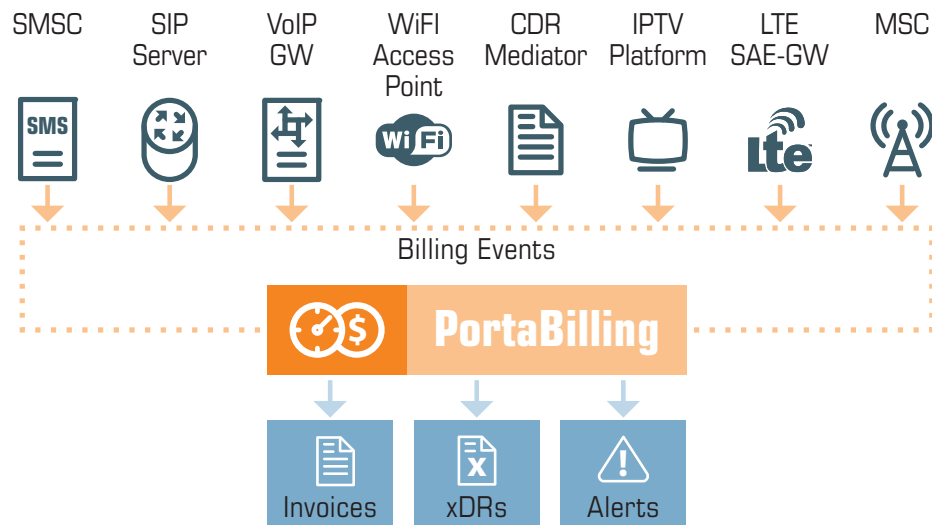 SMSC
SIP
Server
VoIP
GW
WiFI
Access
Point
CDR
Mediator
IPTV
Platform
LTE
SAE-GW
MSC
SMS
WiFi
Lte
Billing Events
$
PortaBilling
X
!
Invoices
xDRs
Alerts